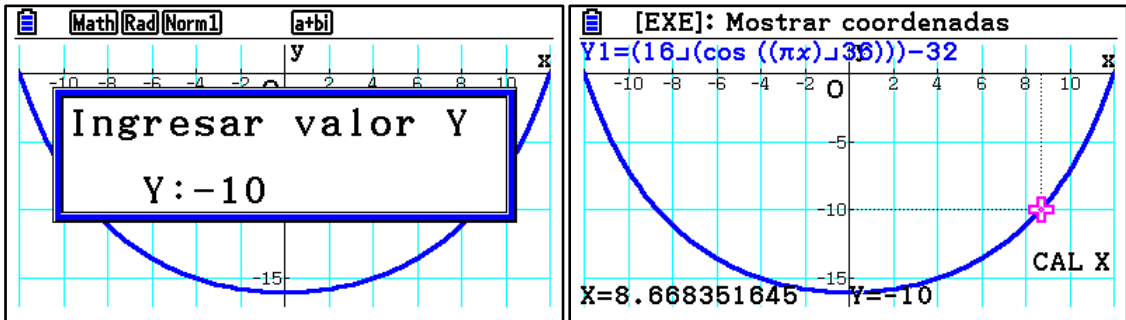 Math Rad Norm1 a+bi
y
x
-10 -8 -6 -4 -2 O 2 4 6 8 10
Ingresar valor Y
Y:-10
-15
[EXE]: Mostrar coordenadas
Y1=(16⌟(cos ((πx)⌟36)))-32
y
x
-10 -8 -6 -4 -2 O 2 4 6 8 10
-5
-10
CAL X
-15
X=8.668351645 Y=-10